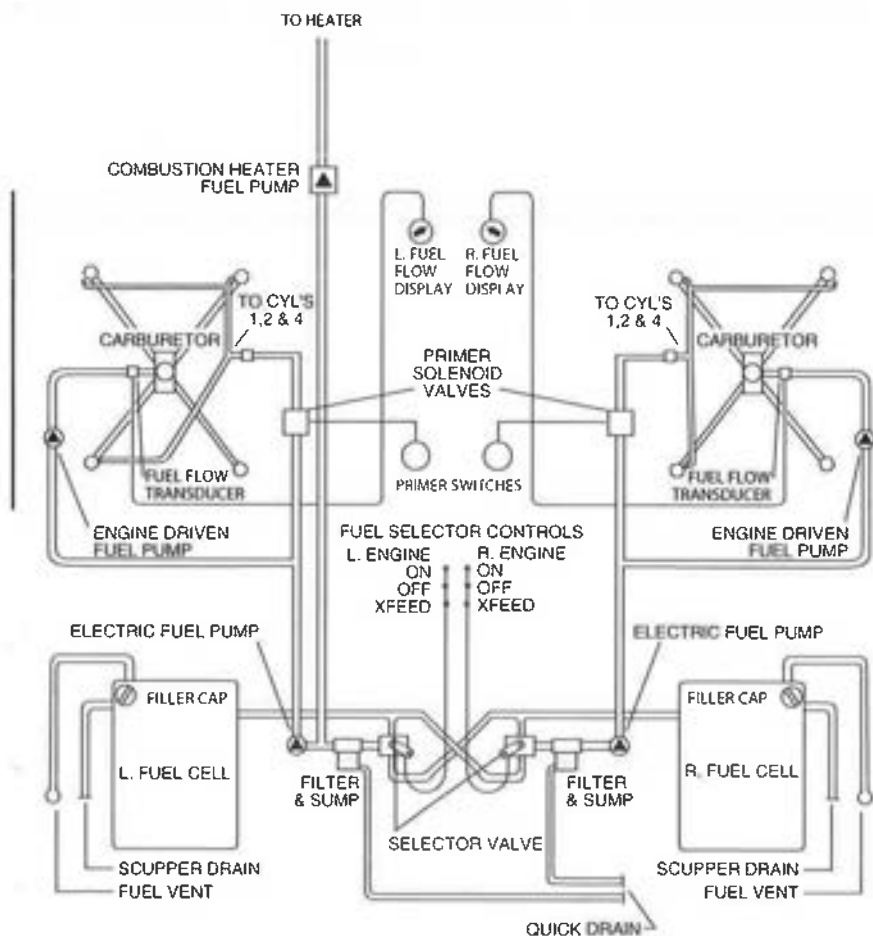 TO HEATER
COMBUSTION HEATER
FUEL PUMP
L. FUEL
FLOW
DISPLAY
R. FUEL
FLOW
DISPLAY
TO CYL'S
1,2 & 4
CARBURETOR
TO CYL'S
1,2 & 4
CARBURETOR
PRIMER
SOLENOID
VALVES
FUEL FLOW
TRANSDUCER
PRIMER SWITCHES
FUEL FLOW
TRANSDUCER
ENGINE DRIVEN
FUEL PUMP
FUEL SELECTOR CONTROLS
L. ENGINE
ON
OFF
XFEED
R. ENGINE
ON
OFF
XFEED
ENGINE DRIVEN
FUEL PUMP
ELECTRIC FUEL PUMP
ELECTRIC FUEL PUMP
FILLER CAP
L. FUEL CELL
FILTER
& SUMP
FILTER
& SUMP
FILLER CAP
R. FUEL CELL
SELECTOR VALVE
SCUPPER DRAIN
FUEL VENT
SCUPPER DRAIN
FUEL VENT
QUICK DRAIN